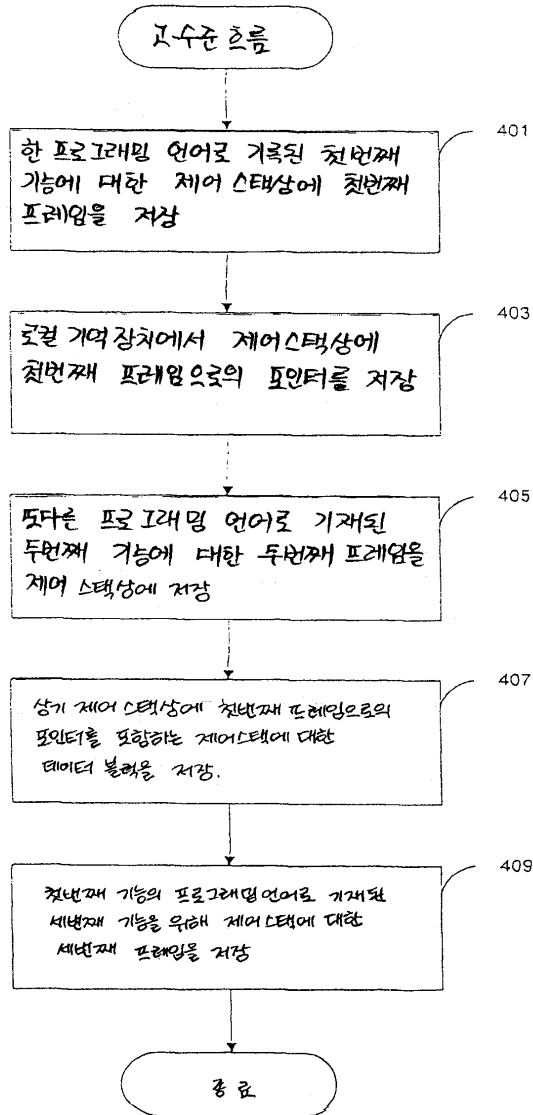 고수준 흐름
401
한 프로그래밍 언어로 기록된 첫번째
기능에 대한 제어 스택상에 첫번째
프레임을 저장
403
로컬 기억장치에서 제어스택상에
첫번째 프레임으로의 포인터를 저장
405
또다른 프로그래밍 언어로 기재된
두번째 기능에 대한 두번째 프레임을
제어 스택상에 저장
407
상기 제어 스택상에 첫번째 프레임으로의
포인터를 포함하는 제어스택에 대한
데이터 블럭을 저장.
409
첫번째 기능의 프로그래밍언어로 기재된
세번째 기능을 위해 제어스택에 대한
세번째 프레임을 저장
종료